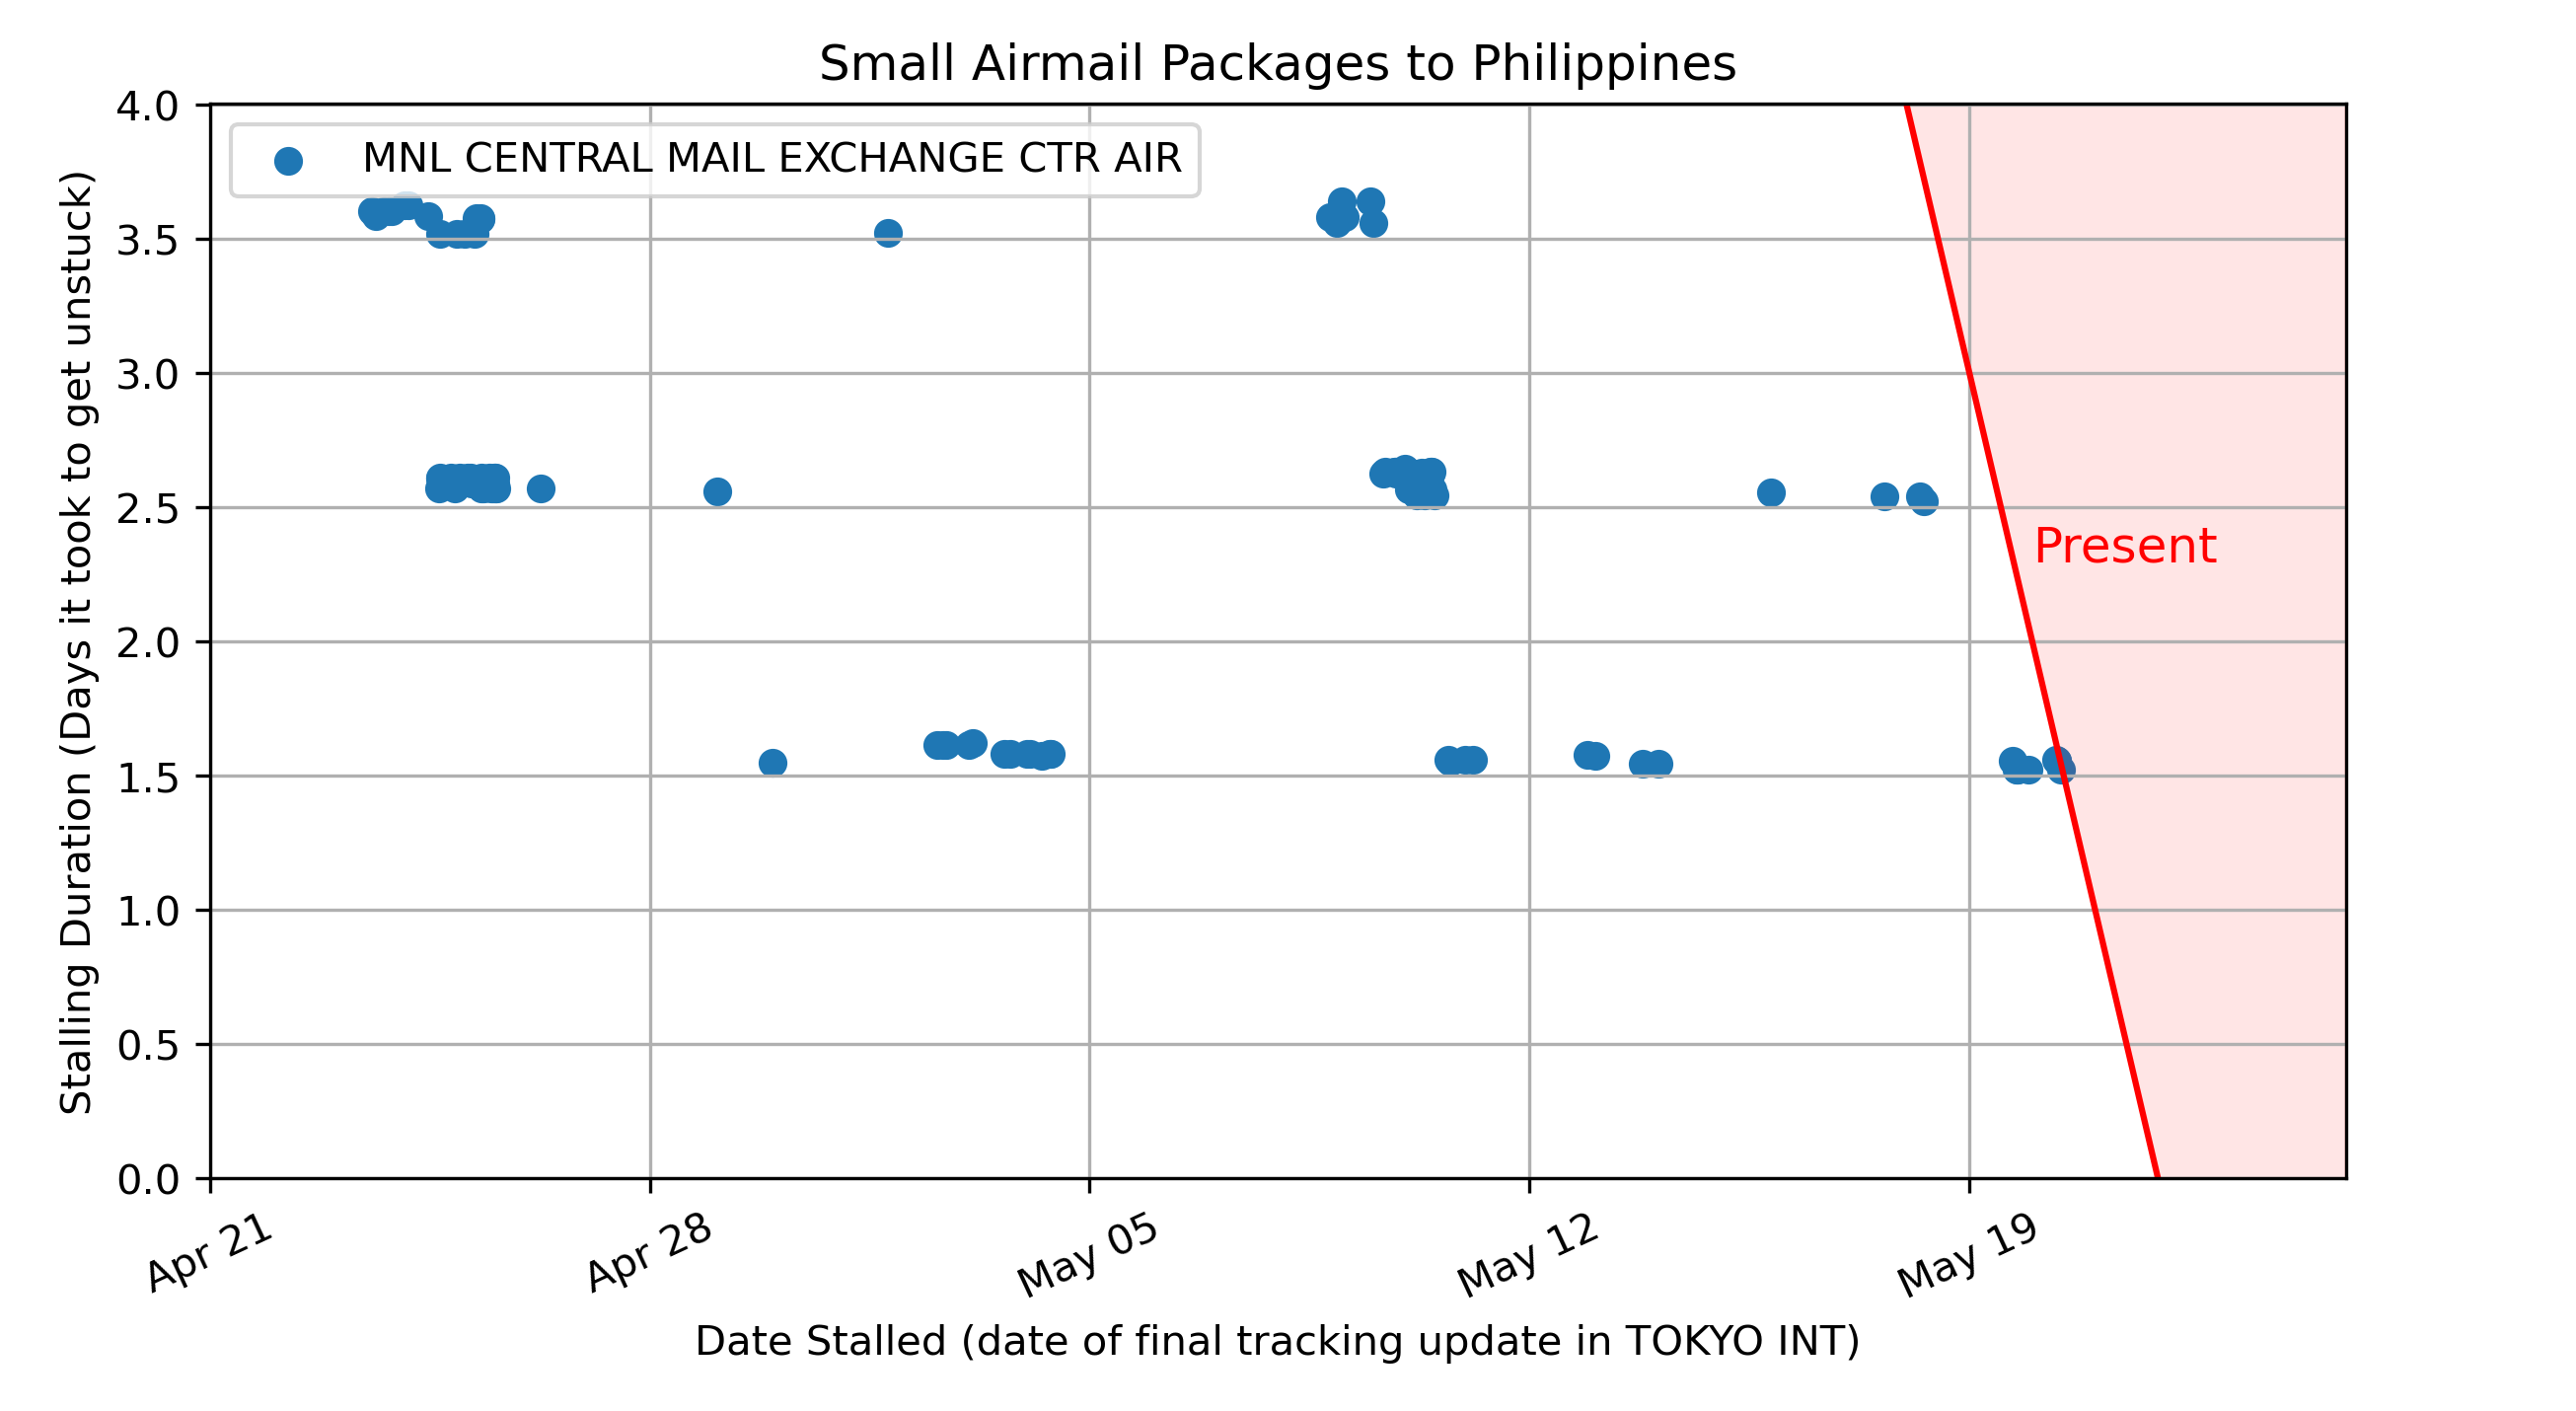 Small Airmail Packages to Philippines
MNL CENTRAL MAIL EXCHANGE CTR AIR
Stalling Duration (Days it took to get unstuck)
4.0
3.5
3.0
2.5
2.0
1.5
1.0
0.5
0.0
Present
Apr 21
Apr 28
May 05
May 12
May 19
Date Stalled (date of final tracking update in TOKYO INT)